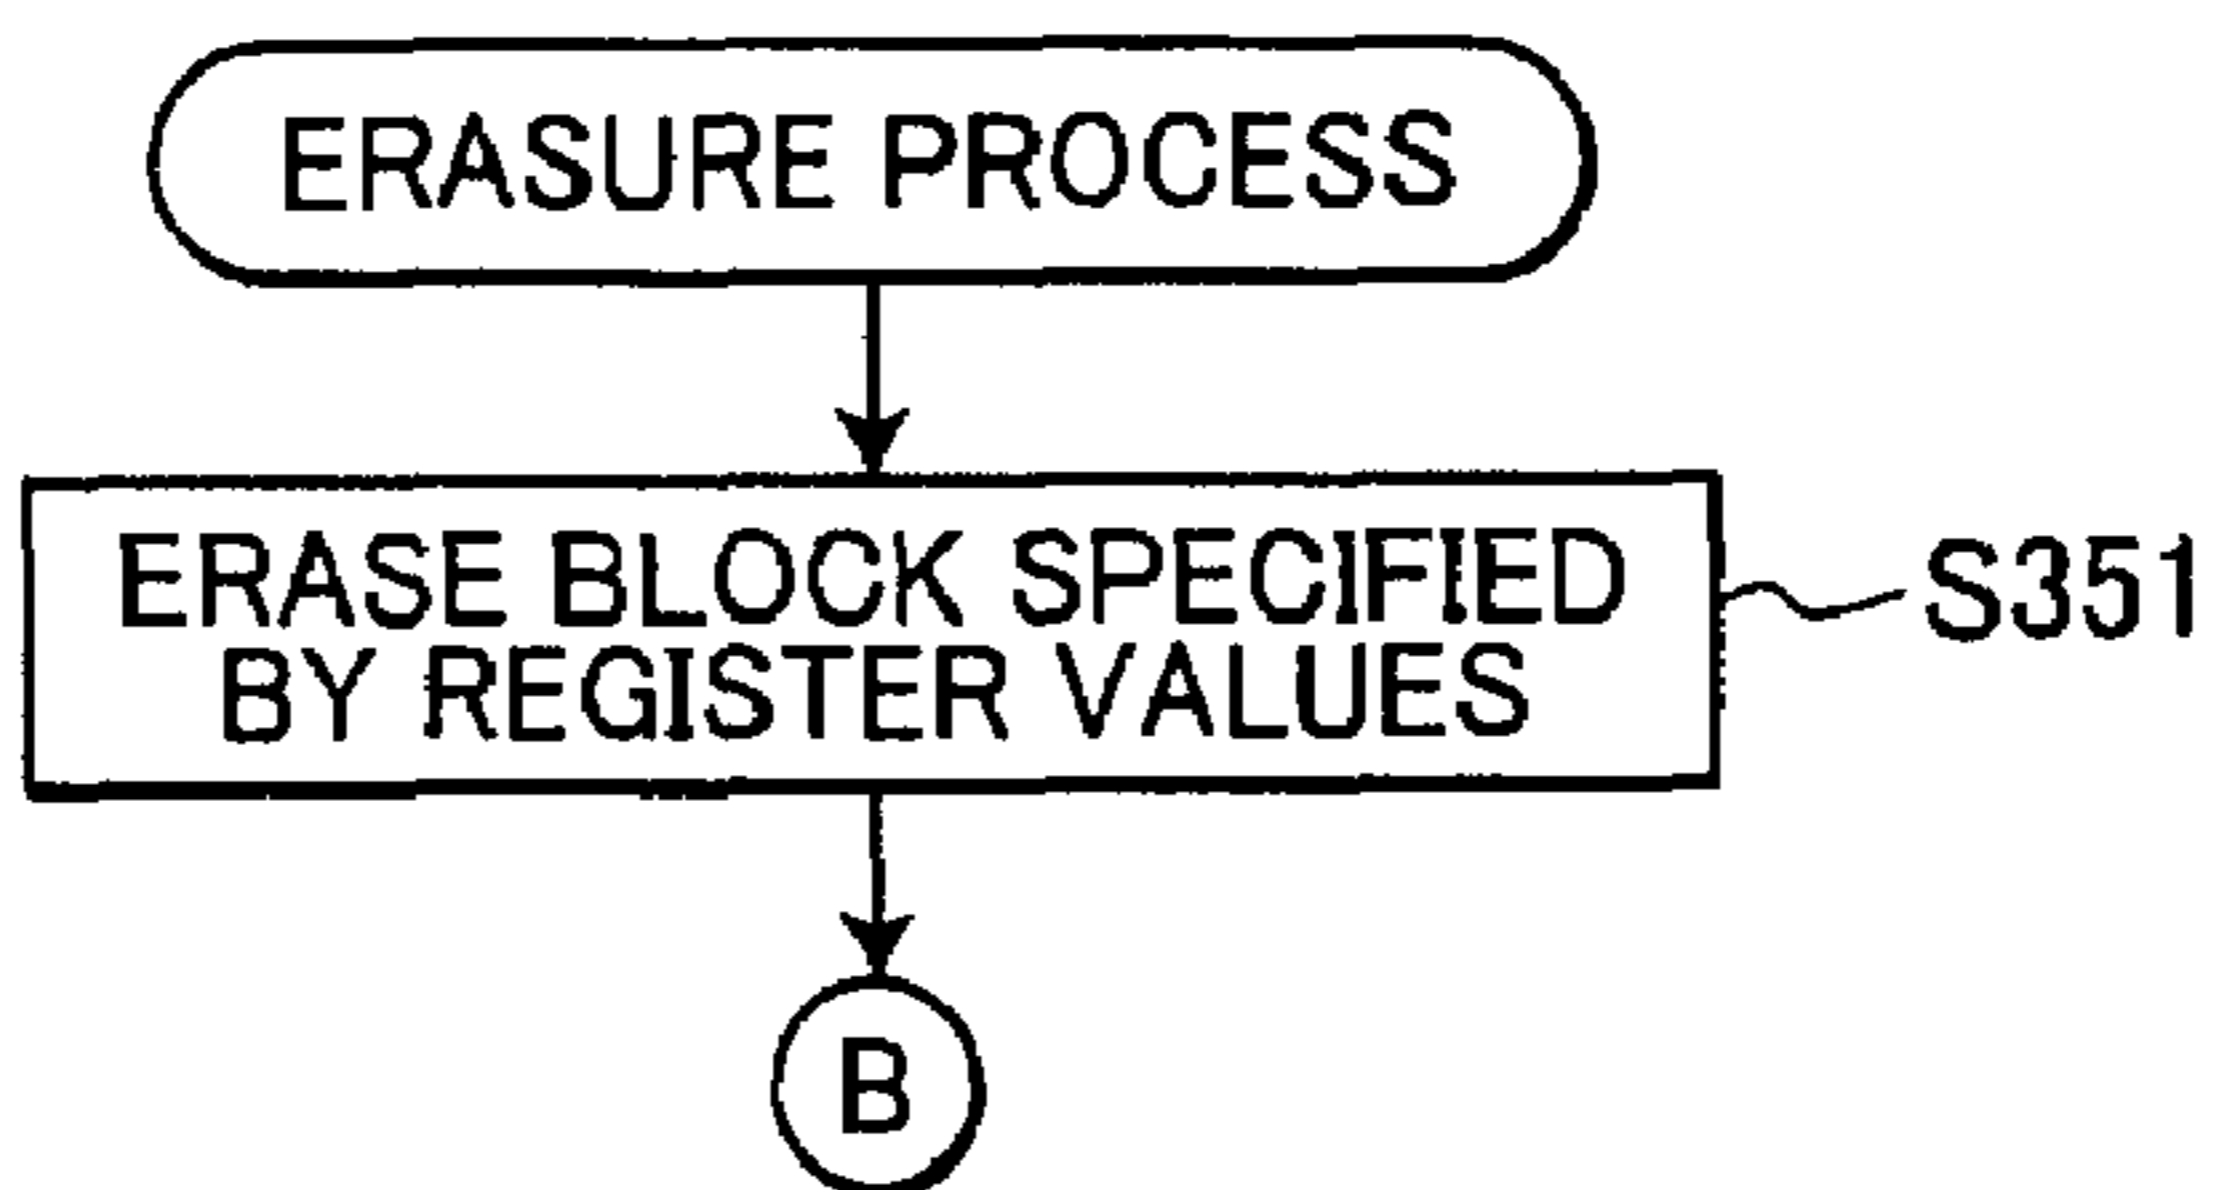 ERASURE PROCESS
ERASE BLOCK SPECIFIED
BY REGISTER VALUES
S351
B